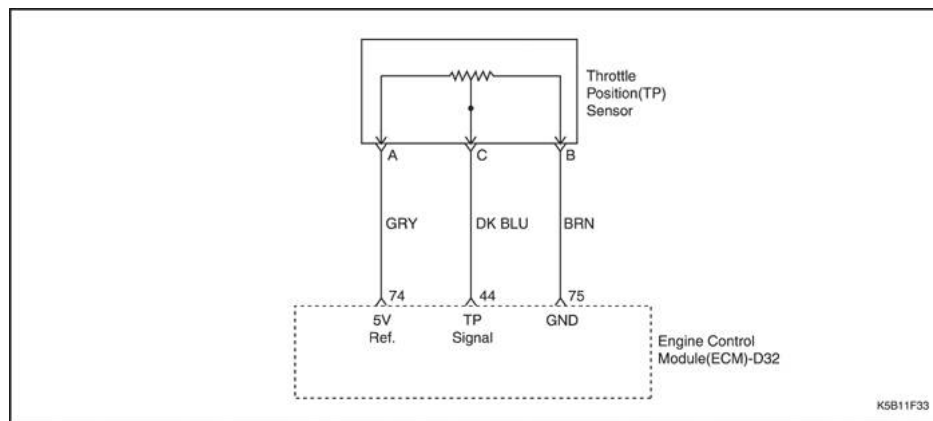 Throttle
Position(TP)
Sensor
A
C
B
GRY
DK BLU
BRN
74
44
75
5V
Ref.
TP
Signal
GND
Engine Control
Module(ECM)-D32
K5B11F33